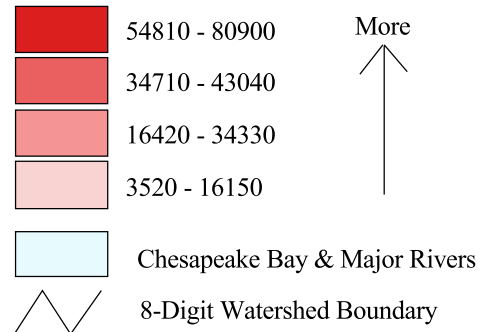 54810 - 80900
More
34710 - 43040
16420 - 34330
3520 - 16150
Chesapeake Bay & Major Rivers
8-Digit Watershed Boundary